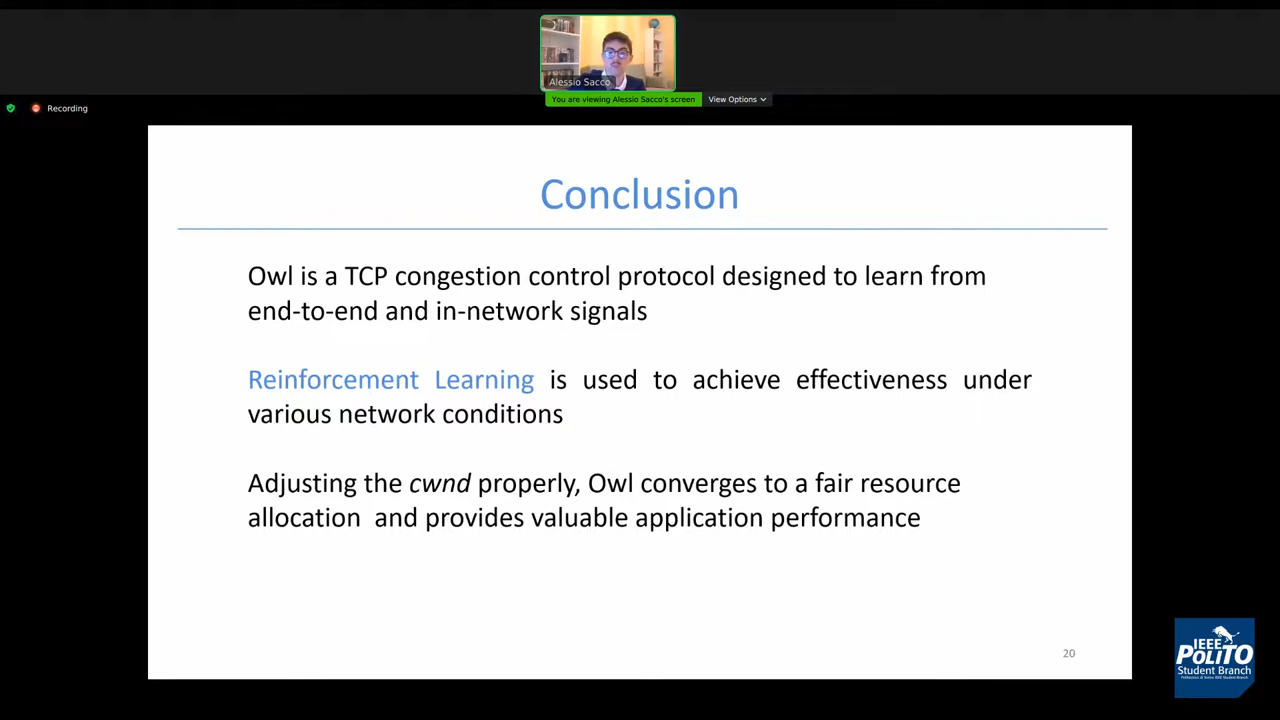 Alessio Sacco
You are viewing Alessio Sacco's screen
View Options
Recording
Conclusion
Owl is a TCP congestion control protocol designed to learn from
end-to-end and in-network signals
Reinforcement Learning is used to achieve effectiveness under
various network conditions
Adjusting the cwnd properly, Owl converges to a fair resource
allocation and provides valuable application performance
20
IEEE
POLITO
Student Branch